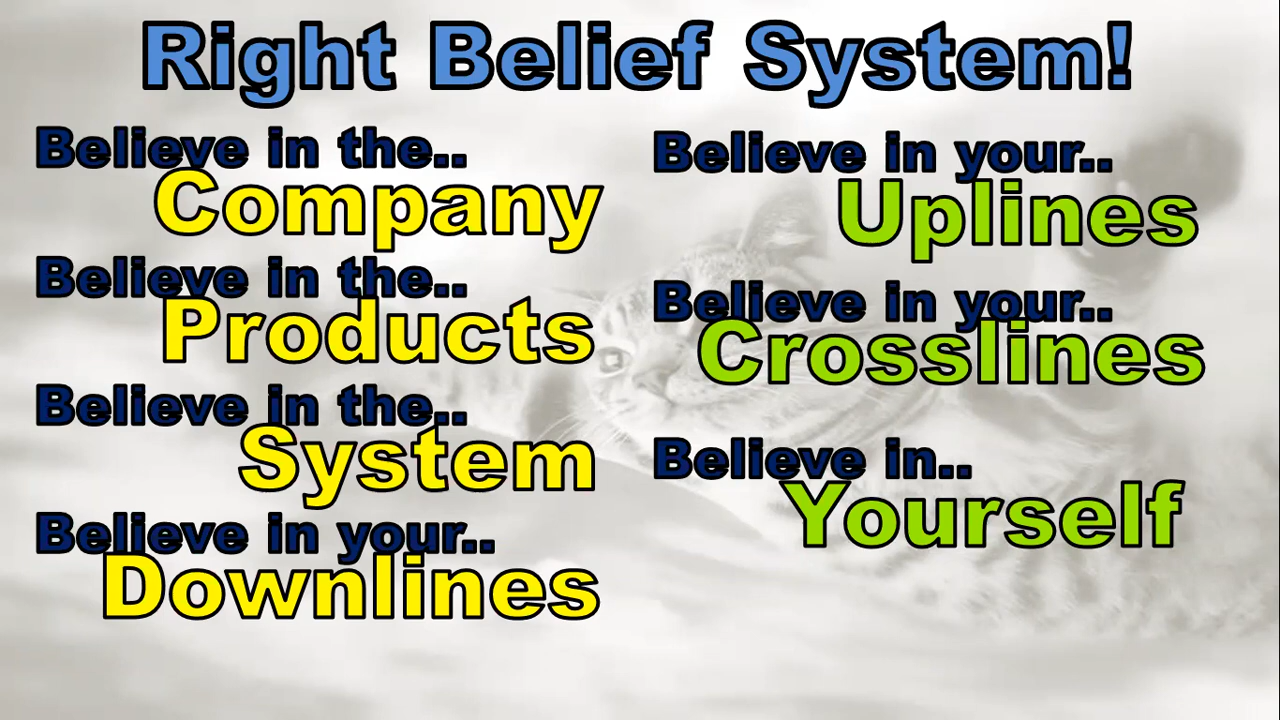 Right Belief System!
Believe in the..
Company
Believe in the..
Products
Believe in the..
System
Believe in your..
Downlines
Believe in your..
Uplines
Believe in your..
Crosslines
Believe in..
Yourself